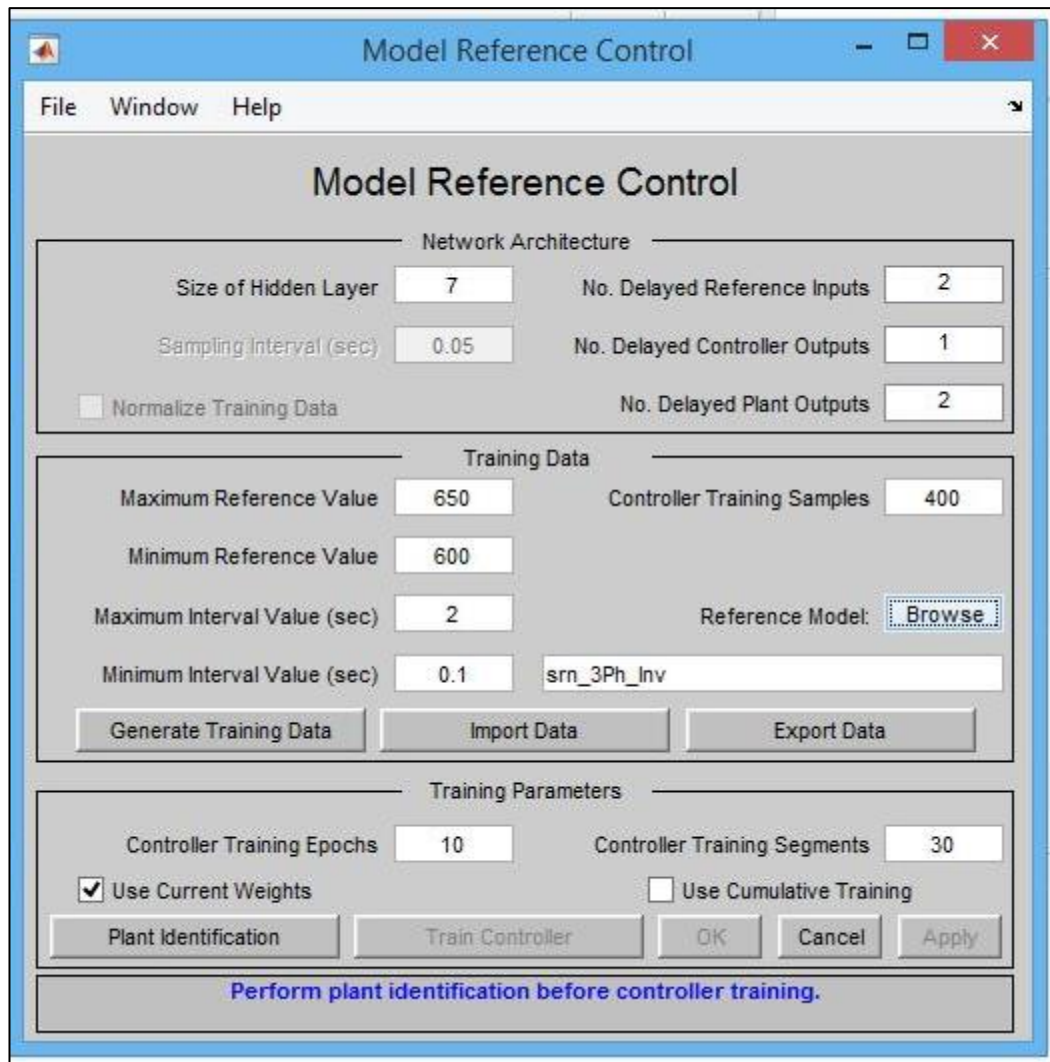 Model Reference Control
File Window Help
Model Reference Control
Network Architecture
Size of Hidden Layer 7 No. Delayed Reference Inputs 2
Sampling Interval (sec) 0.05 No. Delayed Controller Outputs 1
Normalize Training Data No. Delayed Plant Outputs 2
Training Data
Maximum Reference Value 650 Controller Training Samples 400
Minimum Reference Value 600
Maximum Interval Value (sec) 2 Reference Model: Browse
Minimum Interval Value (sec) 0.1 srn_3Ph_Inv
Generate Training Data Import Data Export Data
Training Parameters
Controller Training Epochs 10 Controller Training Segments 30
Use Current Weights Use Cumulative Training
Plant Identification Train Controller OK Cancel Apply
Perform plant identification before controller training.